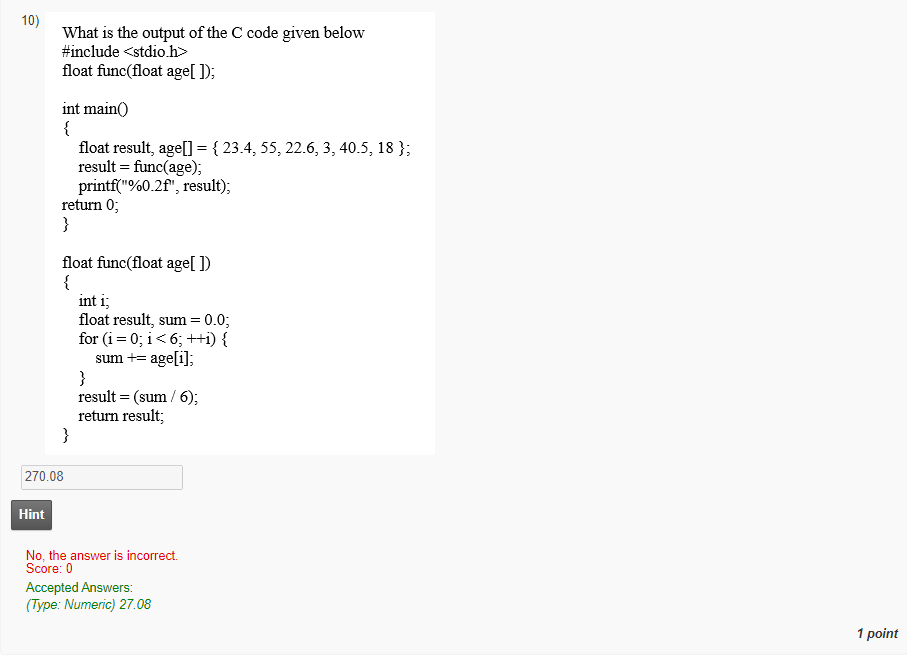 10)
What is the output of the C code given below
#include <stdio.h>
float func(float age[ ]);
int main()
{
float result, age[] = { 23.4, 55, 22.6, 3, 40.5, 18 };
result = func(age);
printf("%0.2f", result);
return 0;
}
float func(float age[ ])
{
int i;
float result, sum = 0.0;
for (i = 0; i < 6; ++i) {
sum += age[i];
}
result = (sum / 6);
return result;
}
270.08
Hint
No, the answer is incorrect.
Score: 0
Accepted Answers:
(Type: Numeric) 27.08
1 point